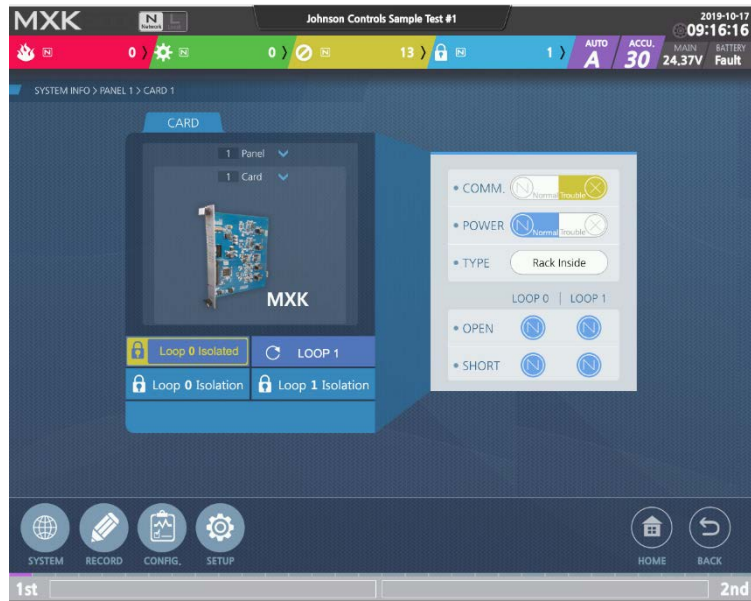 MXK
N L
Network Local
Johnson Controls Sample Test #1
2019-10-17
09:16:16
N 0 N 0 N 13 N 1 AUTO A ACCU. 30 MAIN 24.37V BATTERY Fault
SYSTEM INFO > PANEL 1 > CARD 1
CARD
1 Panel
1 Card
MXK
Loop 0 Isolated
LOOP 1
Loop 0 Isolation
Loop 1 Isolation
• COMM. N Normal Trouble
• POWER N Normal Trouble
• TYPE Rack Inside
LOOP 0 | LOOP 1
• OPEN N N
• SHORT N N
SYSTEM RECORD CONFIG. SETUP HOME BACK
1st 2nd